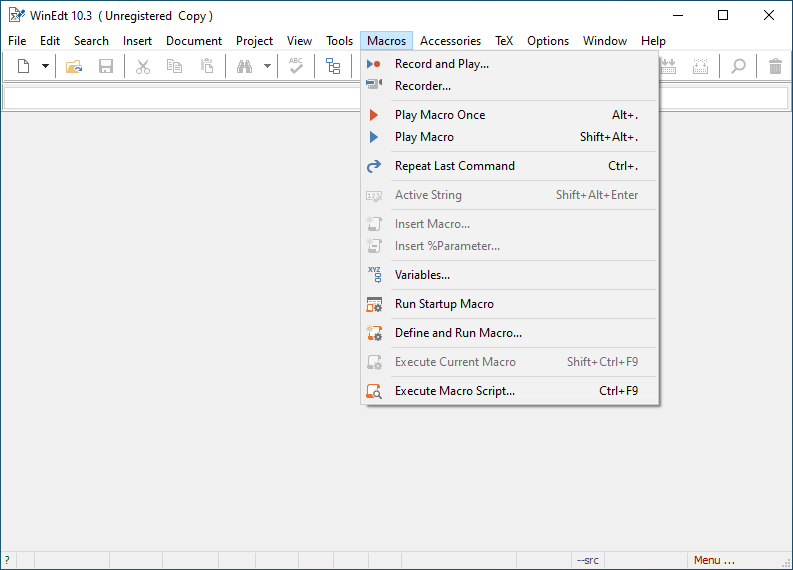 WinEdt 10.3  ( Unregistered  Copy )
File Edit Search Insert Document Project View Tools Macros Accessories TeX Options Window Help
ABC
Record and Play...
Recorder...
Play Macro Once Alt+.
Play Macro Shift+Alt+.
Repeat Last Command Ctrl+.
123
Active String Shift+Alt+Enter
Insert Macro...
Insert %Parameter...
XYZ
Variables...
Run Startup Macro
Define and Run Macro...
Execute Current Macro Shift+Ctrl+F9
Execute Macro Script... Ctrl+F9
? --src Menu ...